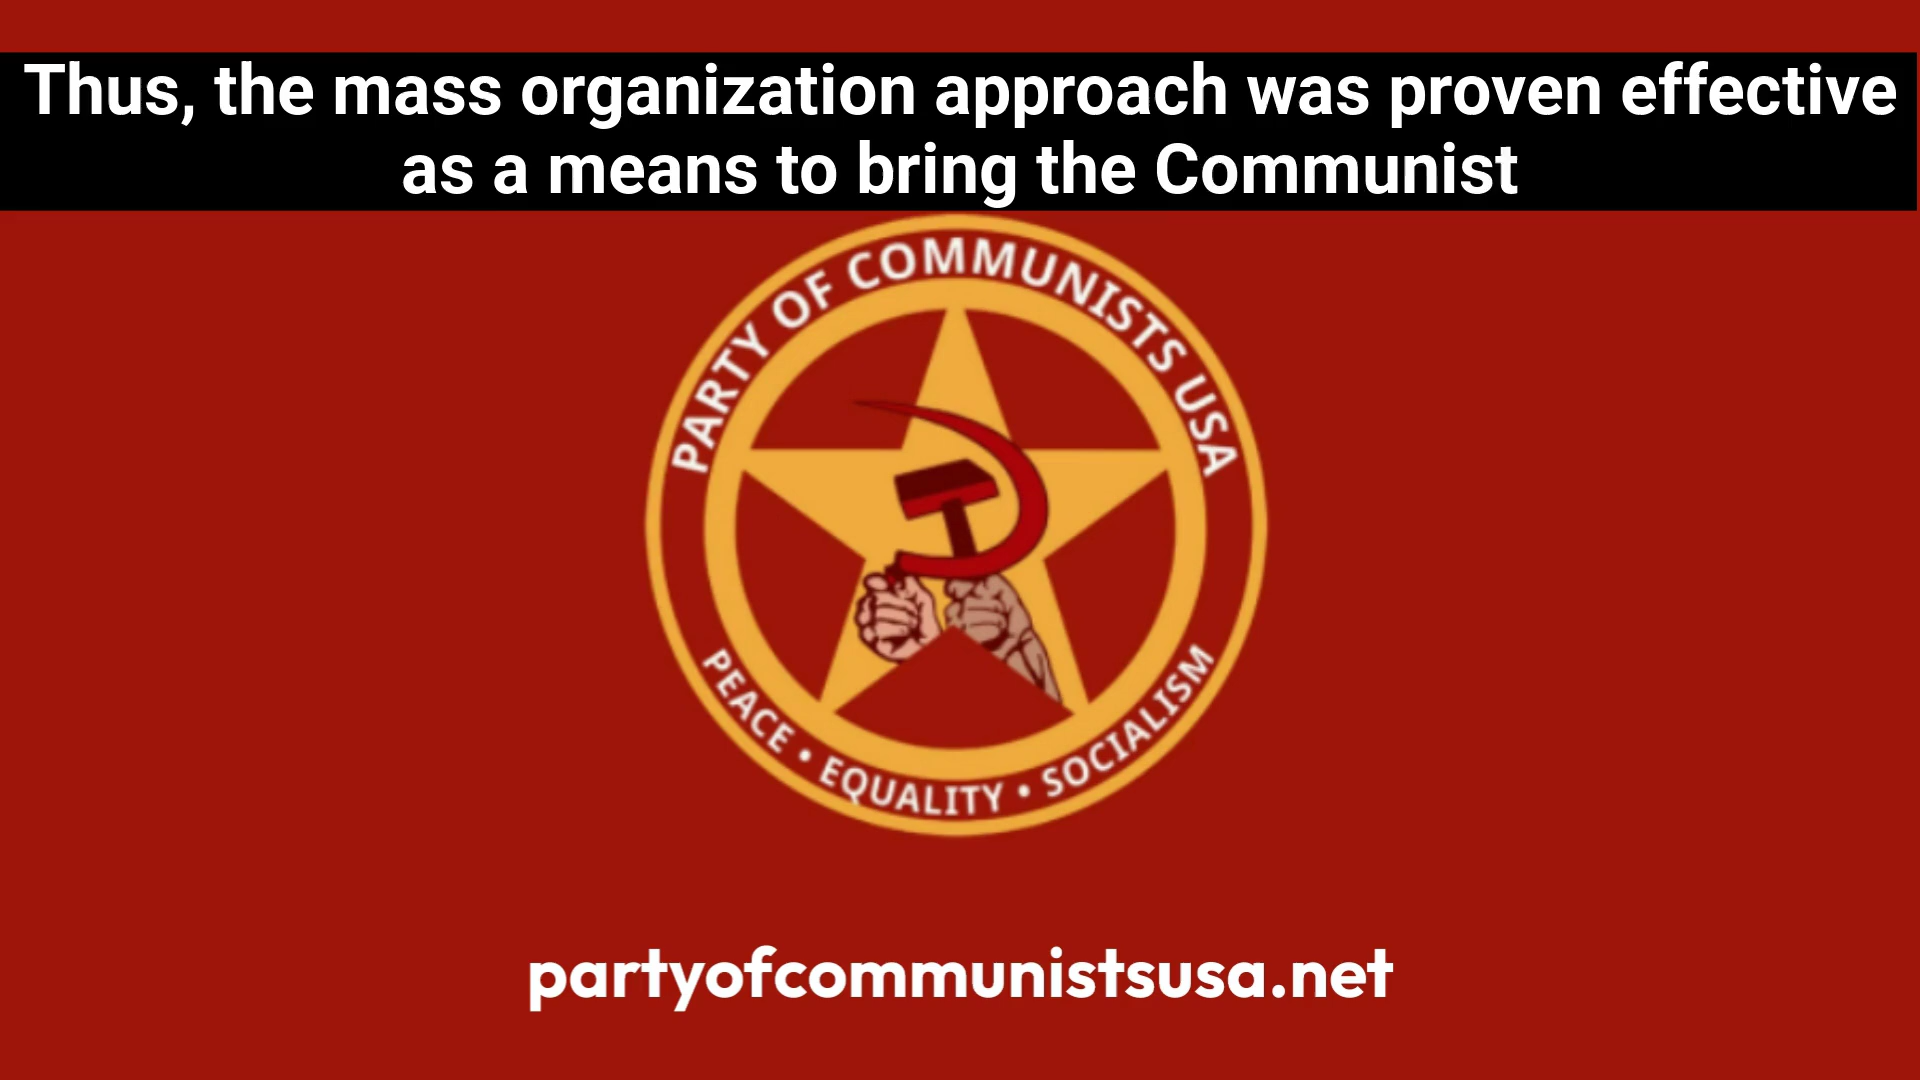 Thus, the mass organization approach was proven effective
as a means to bring the Communist
PARTY OF COMMUNISTS USA
PEACE • EQUALITY • SOCIALISM
partyofcommunistsusa.net